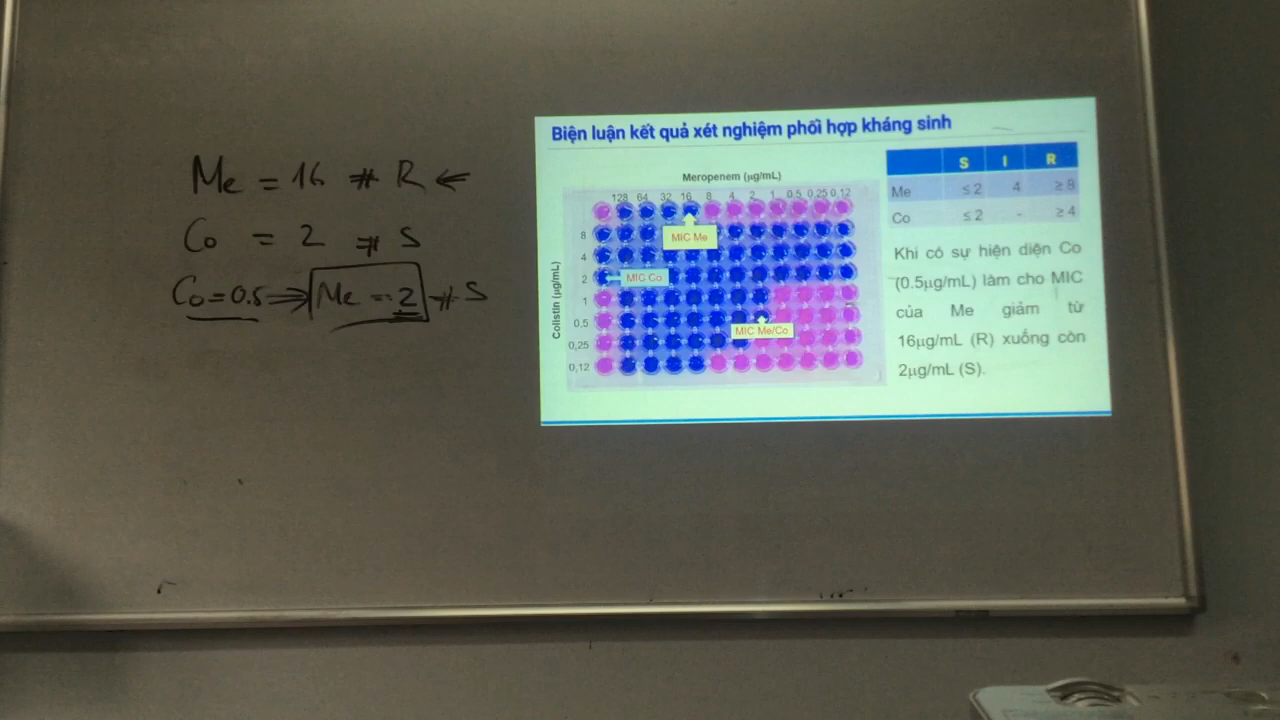 Me = 16 # R ←
Co = 2 # S
Co=0.5 ⇒ Me = 2 # S
Biện luận kết quả xét nghiệm phối hợp kháng sinh
Meropenem (µg/mL)
128 64 32 16 8 4 2 1 0,5 0,25 0,12
Colistin (µg/mL)
8
4
2
1
0,5
0,25
0,12
MIC Me
MIC Co
MIC Me/Co
S I R
Me ≤ 2 4 ≥ 8
Co ≤ 2 - ≥ 4
Khi có sự hiện diện Co
(0.5µg/mL) làm cho MIC
của Me giảm từ
16µg/mL (R) xuống còn
2µg/mL (S).